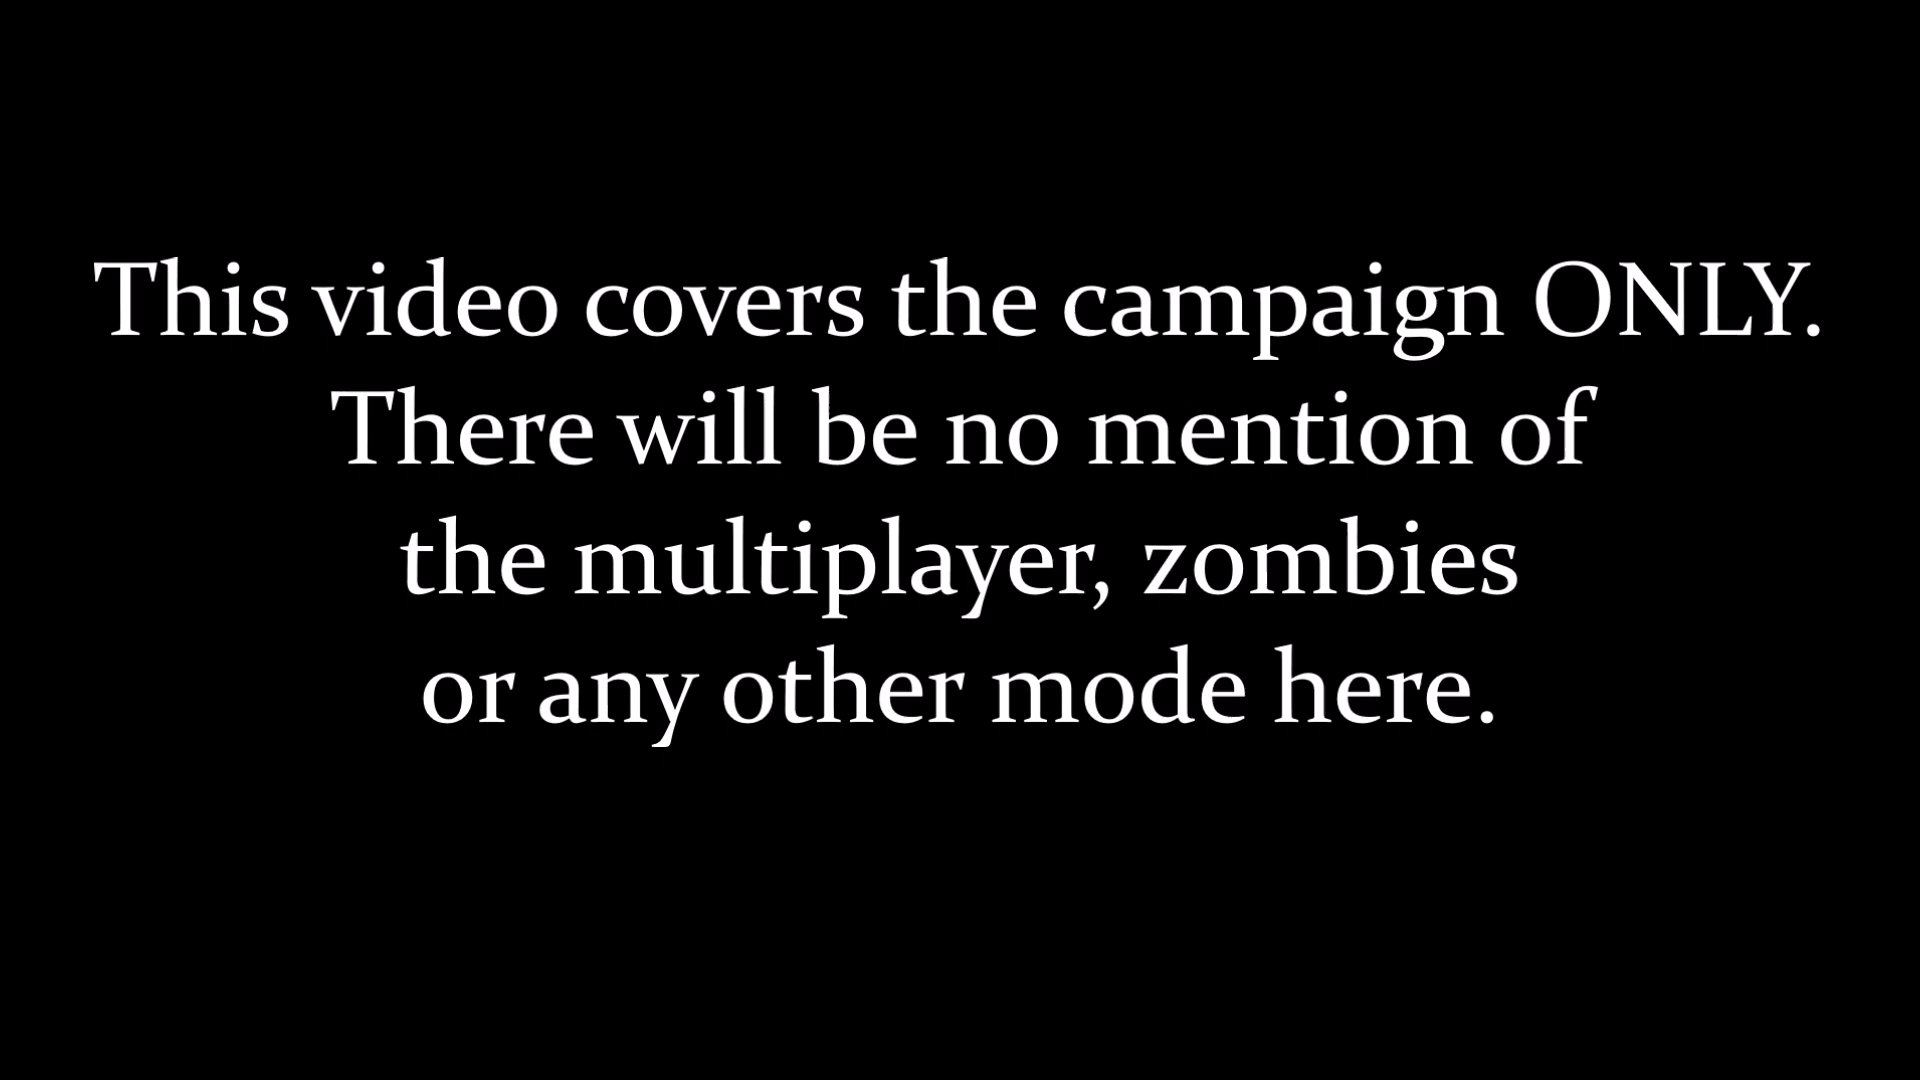 This video covers the campaign ONLY.
There will be no mention of
the multiplayer, zombies
or any other mode here.